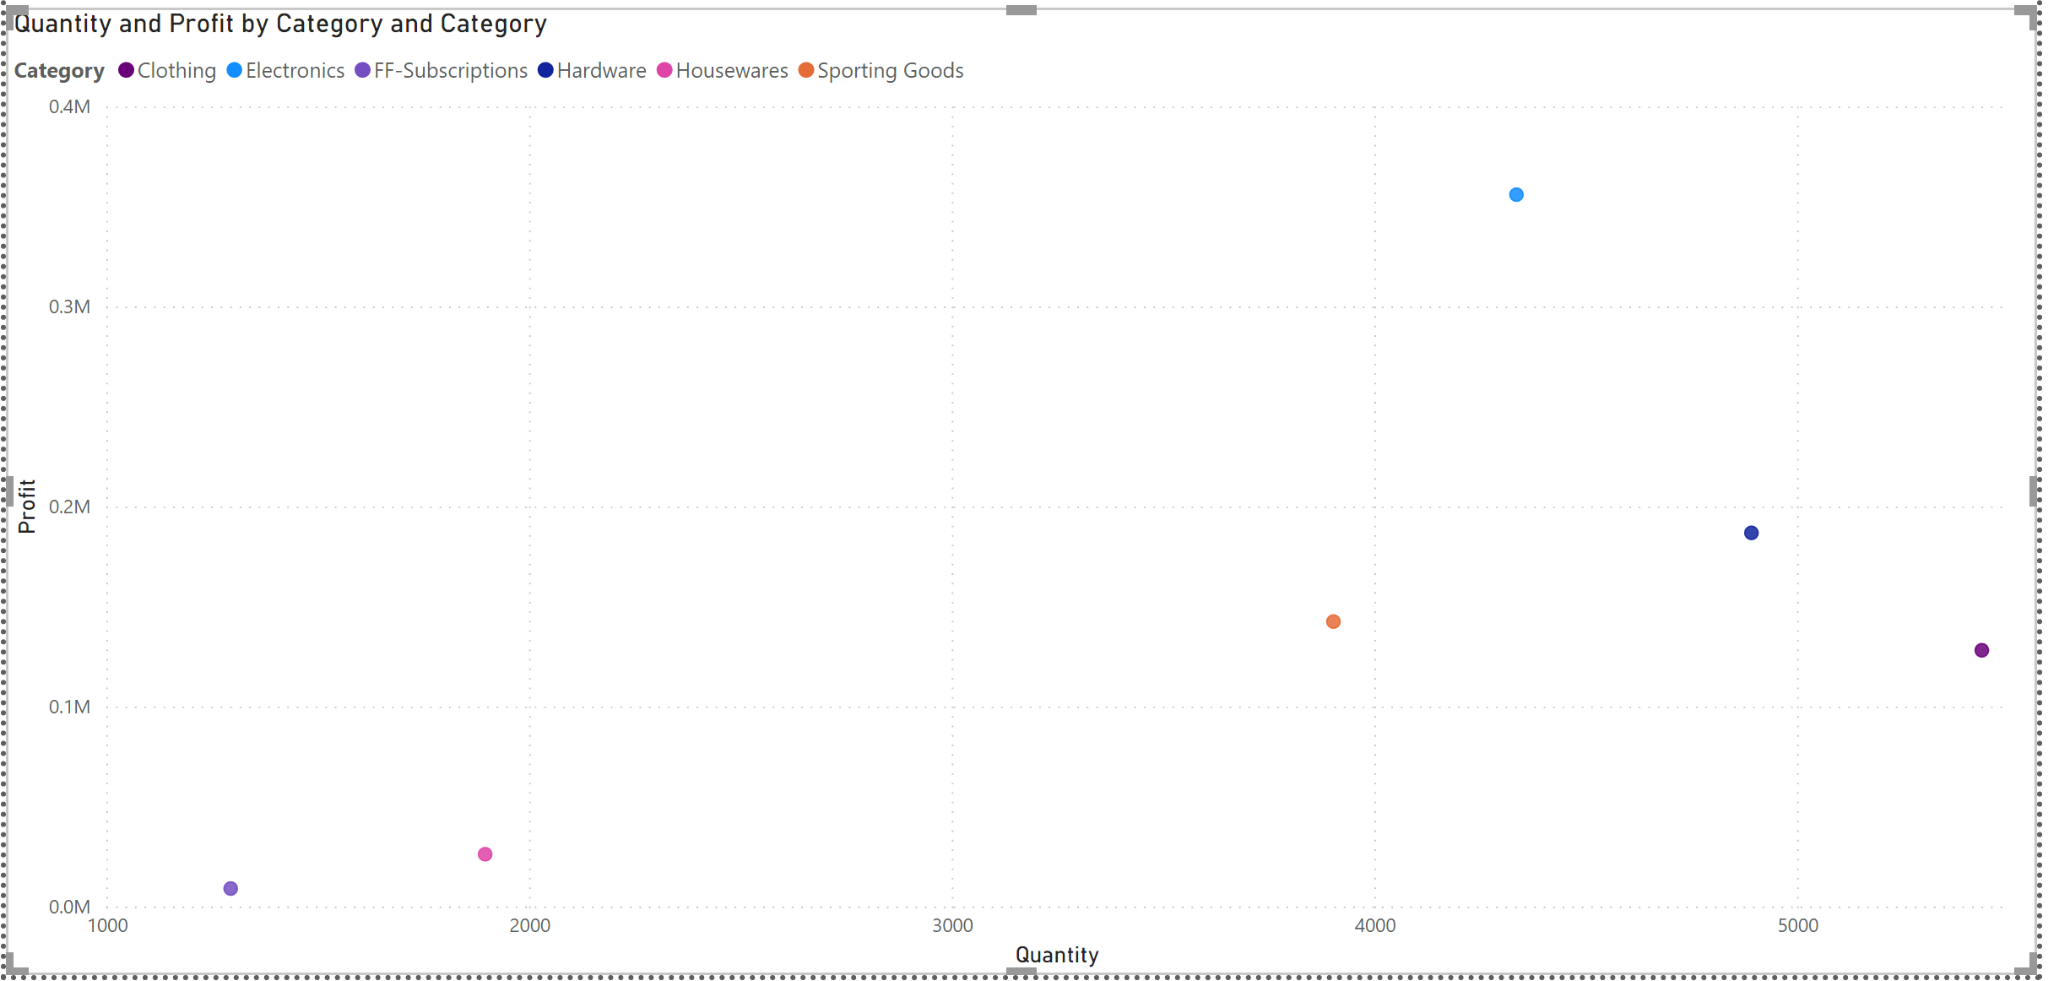 Quantity and Profit by Category and Category
Category Clothing Electronics FF-Subscriptions Hardware Housewares Sporting Goods
0.4M
0.3M
0.2M
0.1M
0.0M
Profit
1000 2000 3000 4000 5000
Quantity